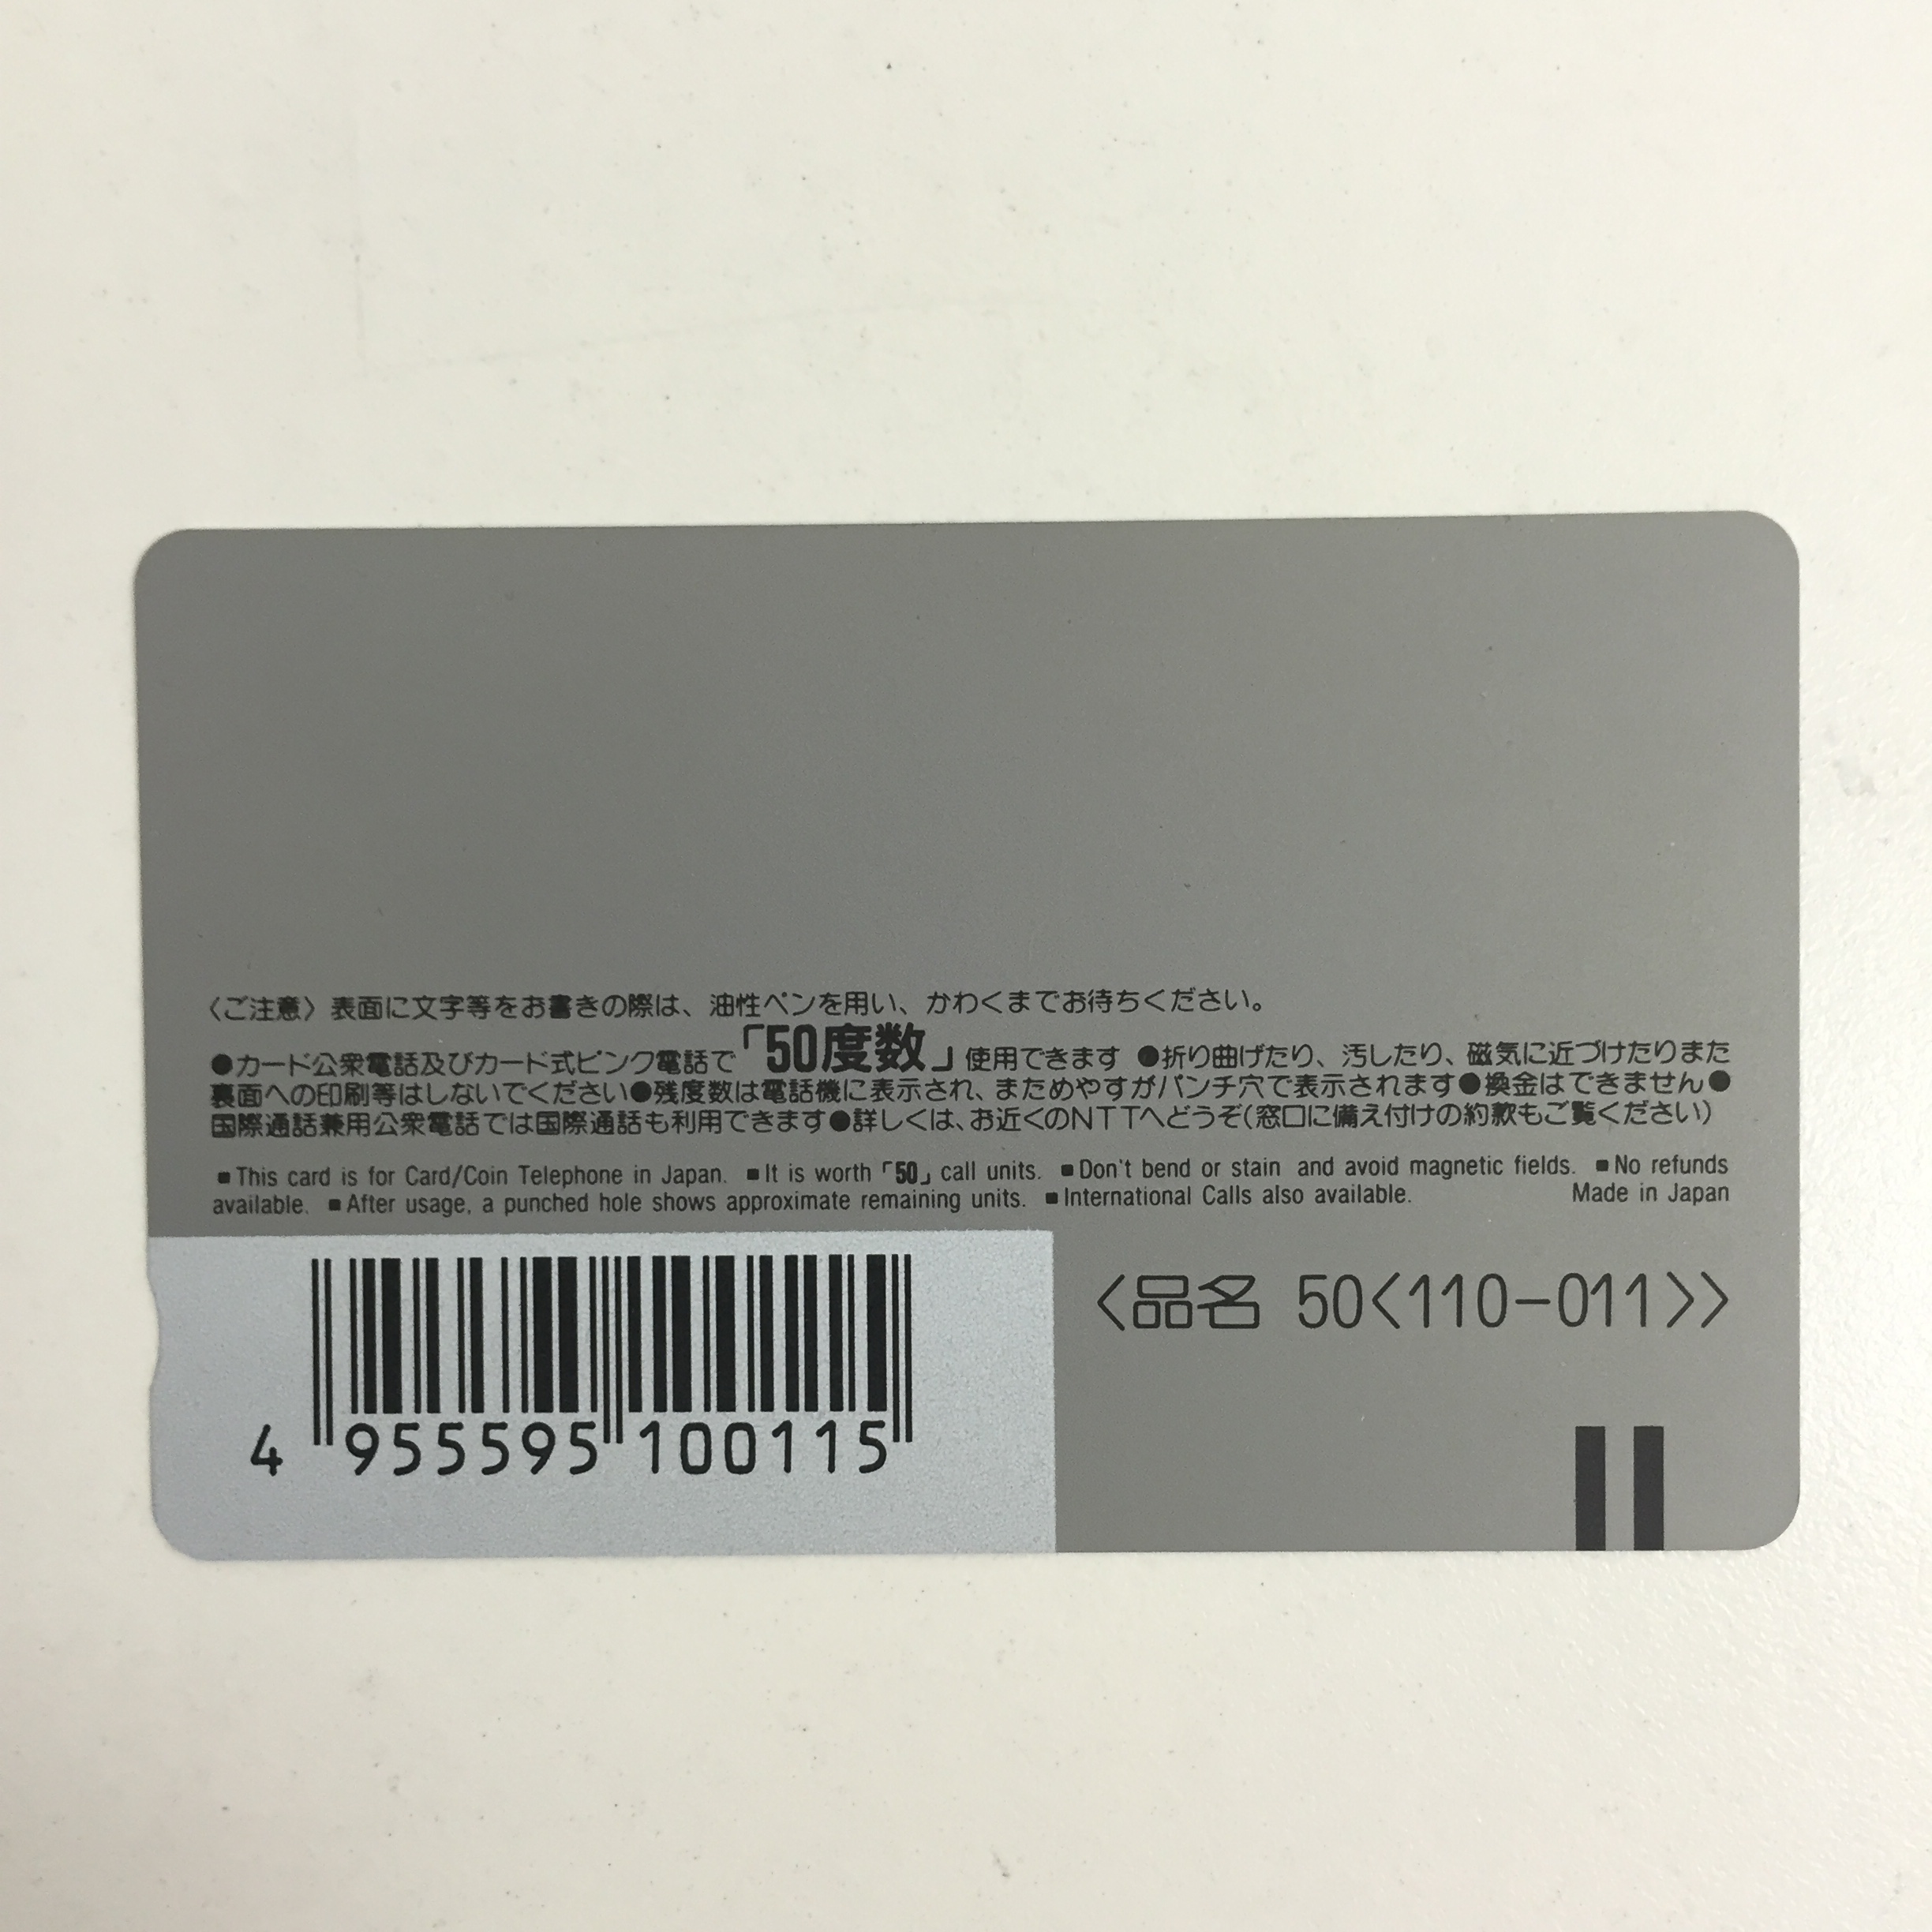 〈ご注意〉表面に文字等をお書きの際は、油性ペンを用い、かわくまでお待ちください。
●カード公衆電話及びカード式ピンク電話で「50度数」使用できます ●折り曲げたり、汚したり、磁気に近づけたりまた
裏面への印刷等はしないでください●残度数は電話機に表示され、まためやすがパンチ穴で表示されます●換金はできません●
国際通話兼用公衆電話では国際通話も利用できます●詳しくは、お近くのNTTへどうぞ(窓口に備え付けの約款もご覧ください)
■This card is for Card/Coin Telephone in Japan. ■It is worth「50」call units. ■Don't bend or stain and avoid magnetic fields. ■No refunds
available. ■After usage, a punched hole shows approximate remaining units. ■International Calls also available. Made in Japan
〈品名 50〈110-011〉〉
4 955595 100115